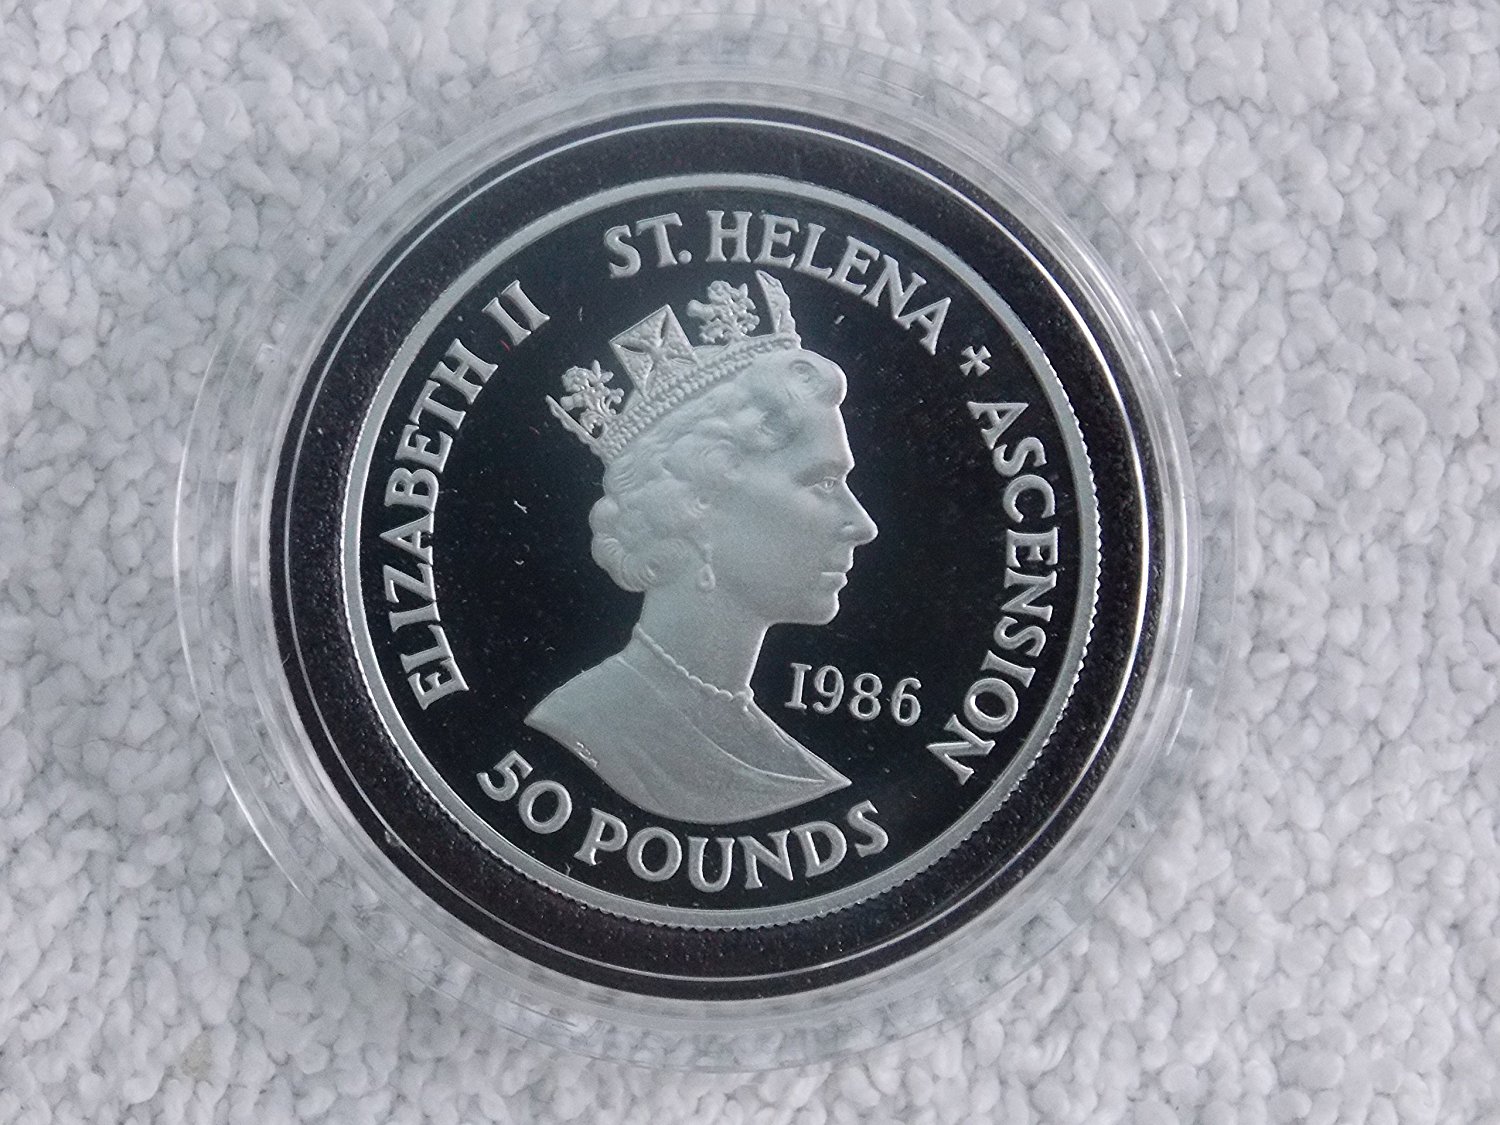 ELIZABETH II ST. HELENA * ASCENSION
1986
50 POUNDS